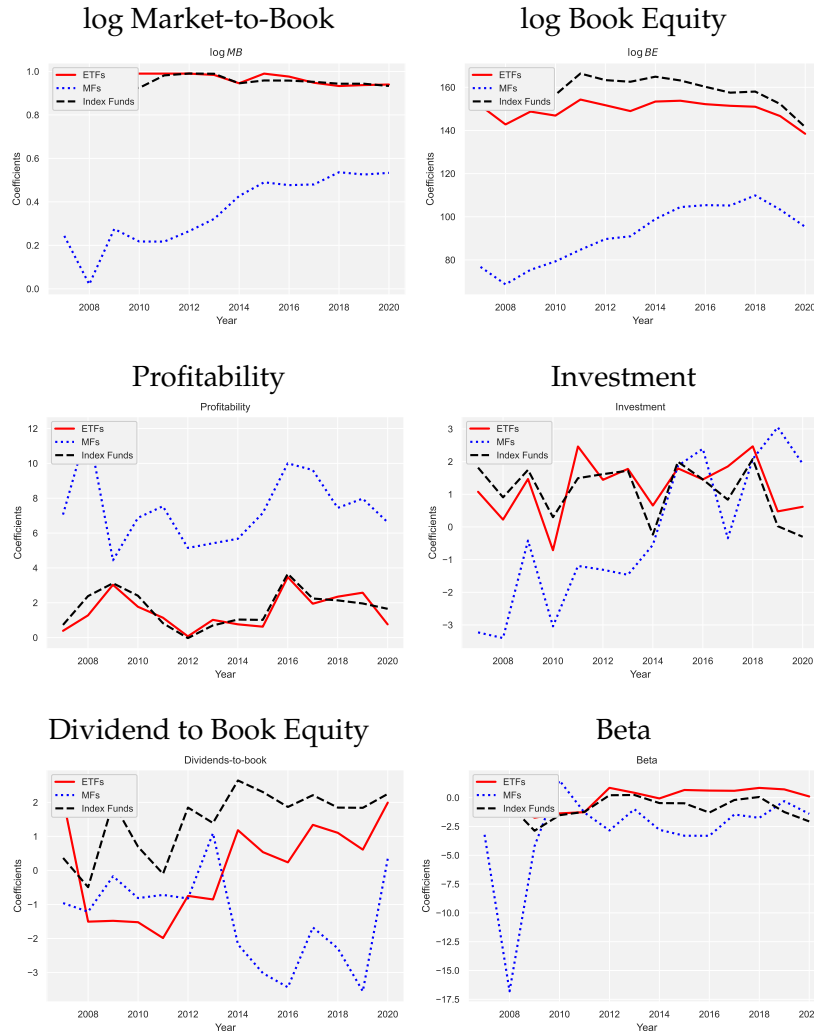 log Market-to-Book
log MB
ETFs
MFs
Index Funds
1.0
0.8
0.6
0.4
0.2
0.0
Coefficients
2008 2010 2012 2014 2016 2018 2020
Year
log Book Equity
log BE
ETFs
MFs
Index Funds
160
140
120
100
80
Coefficients
2008 2010 2012 2014 2016 2018 2020
Year
Profitability
Profitability
ETFs
MFs
Index Funds
12
10
8
6
4
2
0
Coefficients
2008 2010 2012 2014 2016 2018 2020
Year
Investment
Investment
ETFs
MFs
Index Funds
3
2
1
0
−1
−2
−3
Coefficients
2008 2010 2012 2014 2016 2018 2020
Year
Dividend to Book Equity
Dividends-to-book
ETFs
MFs
Index Funds
2
1
0
−1
−2
−3
Coefficients
2008 2010 2012 2014 2016 2018 2020
Year
Beta
Beta
ETFs
MFs
Index Funds
0.0
−2.5
−5.0
−7.5
−10.0
−12.5
−15.0
−17.5
Coefficients
2008 2010 2012 2014 2016 2018 2020
Year